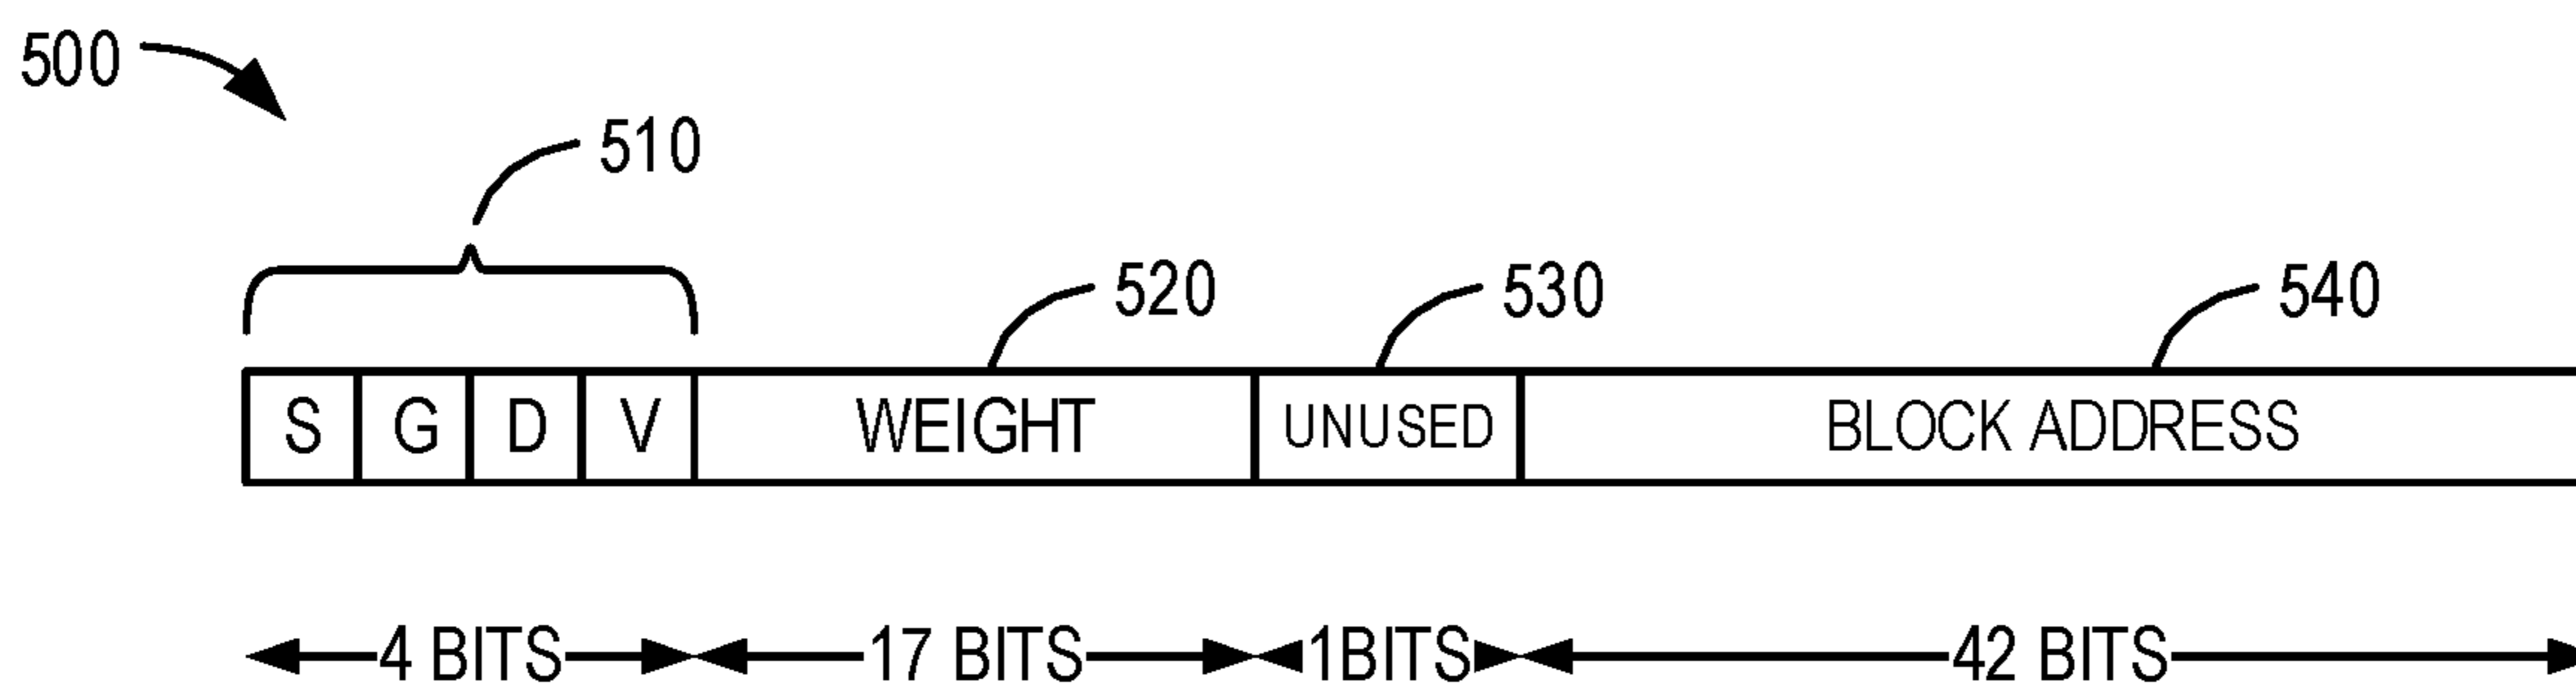 500
510
520 530 540
S G D V WEIGHT UNUSED BLOCK ADDRESS
4 BITS 17 BITS 1BITS 42 BITS